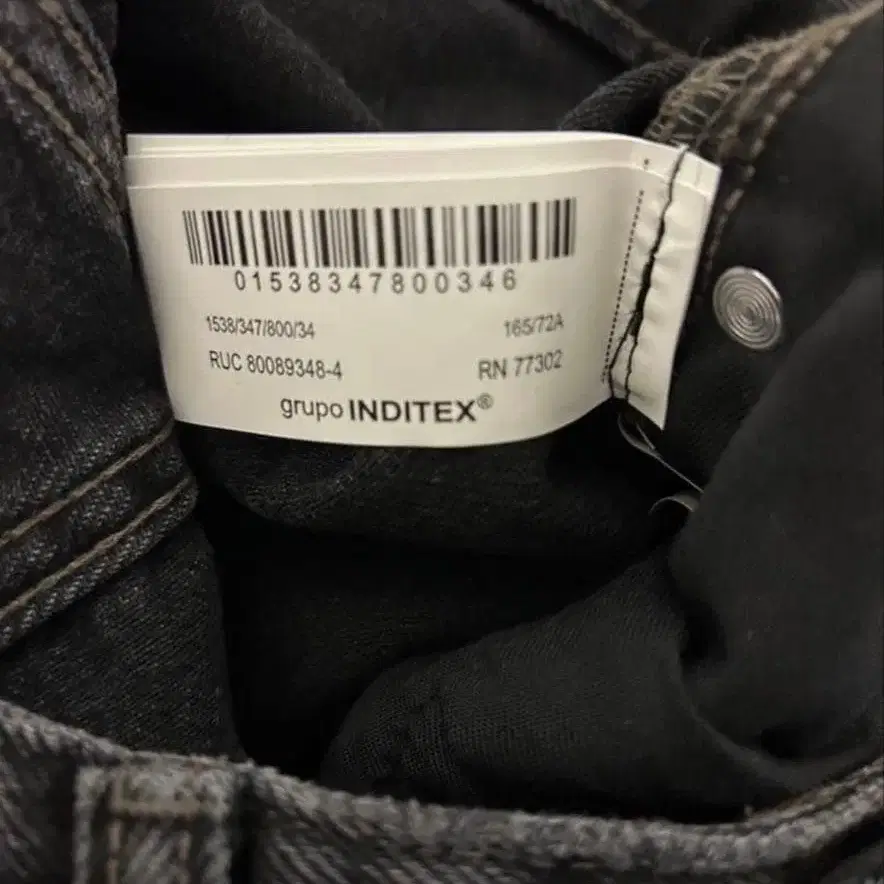 01538347800346
1538/347/800/34 165/72A
RUC 80089348-4 RN 77302
grupo INDITEX®